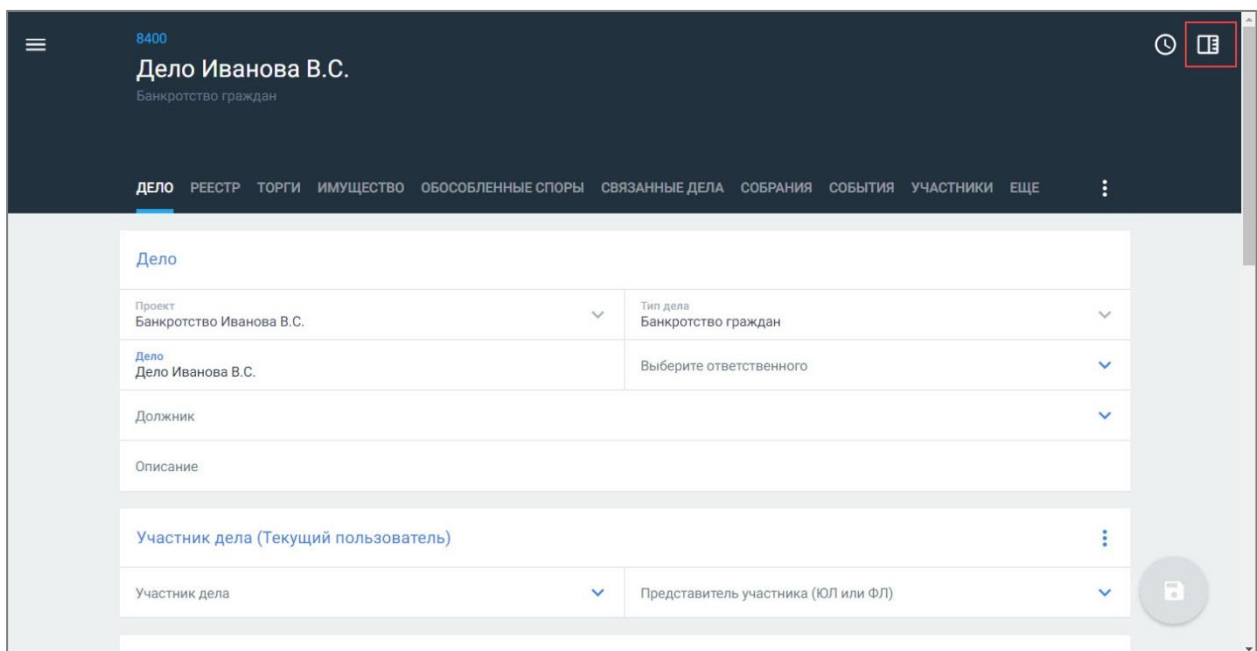 8400
Дело Иванова В.С.
Банкротство граждан
ДЕЛО РЕЕСТР ТОРГИ ИМУЩЕСТВО ОБОСОБЛЕННЫЕ СПОРЫ СВЯЗАННЫЕ ДЕЛА СОБРАНИЯ СОБЫТИЯ УЧАСТНИКИ ЕЩЕ
Дело
Проект
Банкротство Иванова В.С.
Тип дела
Банкротство граждан
Дело
Дело Иванова В.С.
Выберите ответственного
Должник
Описание
Участник дела (Текущий пользователь)
Участник дела
Представитель участника (ЮЛ или ФЛ)